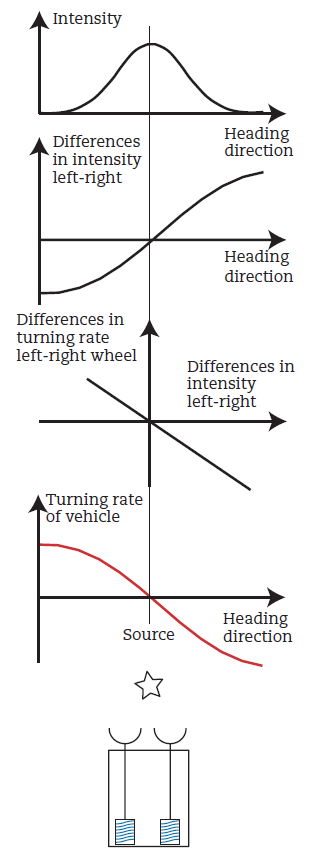 Intensity
Heading
direction
Differences
in intensity
left-right
Heading
direction
Differences in
turning rate
left-right wheel
Differences in
intensity
left-right
Turning rate
of vehicle
Heading
direction
Source